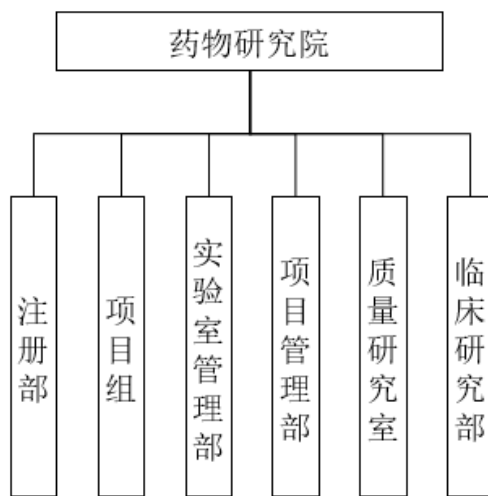 药物研究院
注册部
项目组
实验室管理部
项目管理部
质量研究室
临床研究部